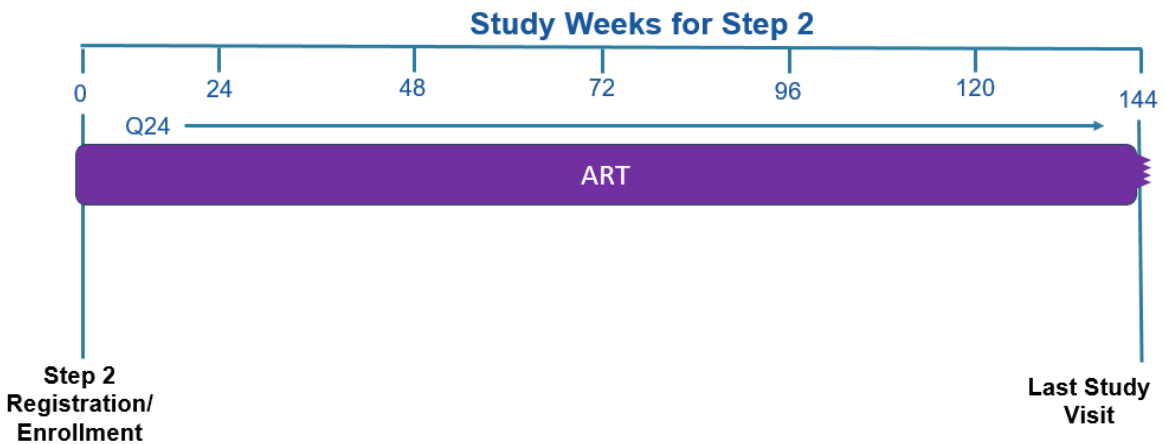 Study Weeks for Step 2
0 24 48 72 96 120 144
Q24
ART
Step 2
Registration/
Enrollment
Last Study
Visit